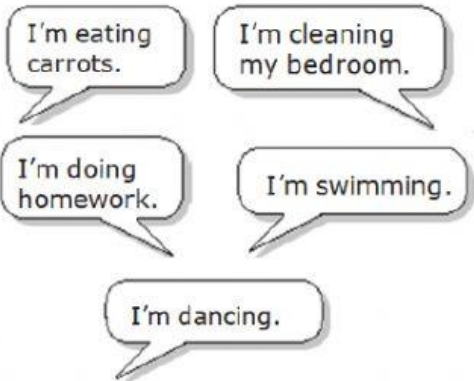 I'm eating
carrots.
I'm cleaning
my bedroom.
I'm doing
homework.
I'm swimming.
I'm dancing.